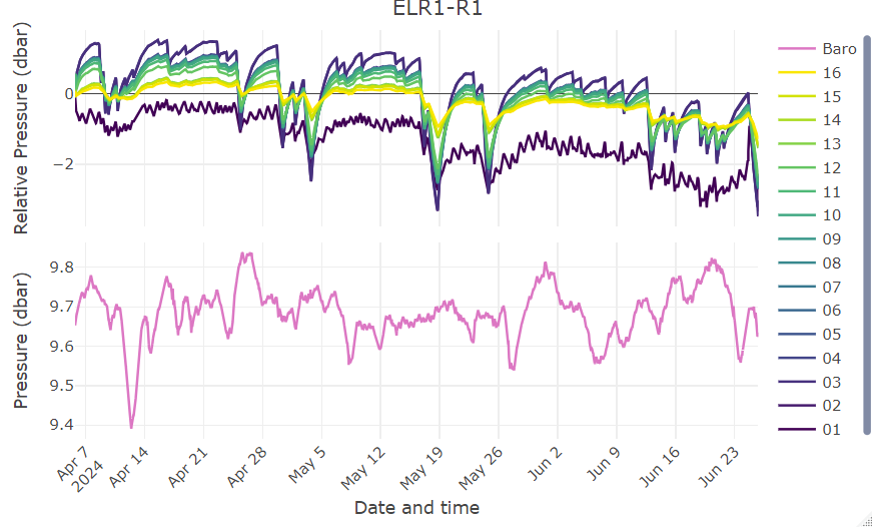 ELR1-R1
Relative Pressure (dbar)
0
−2
Pressure (dbar)
9.8
9.7
9.6
9.5
9.4
Apr 7
2024
Apr 14
Apr 21
Apr 28
May 5
May 12
May 19
May 26
Jun 2
Jun 9
Jun 16
Jun 23
Date and time
Baro
16
15
14
13
12
11
10
09
08
07
06
05
04
03
02
01